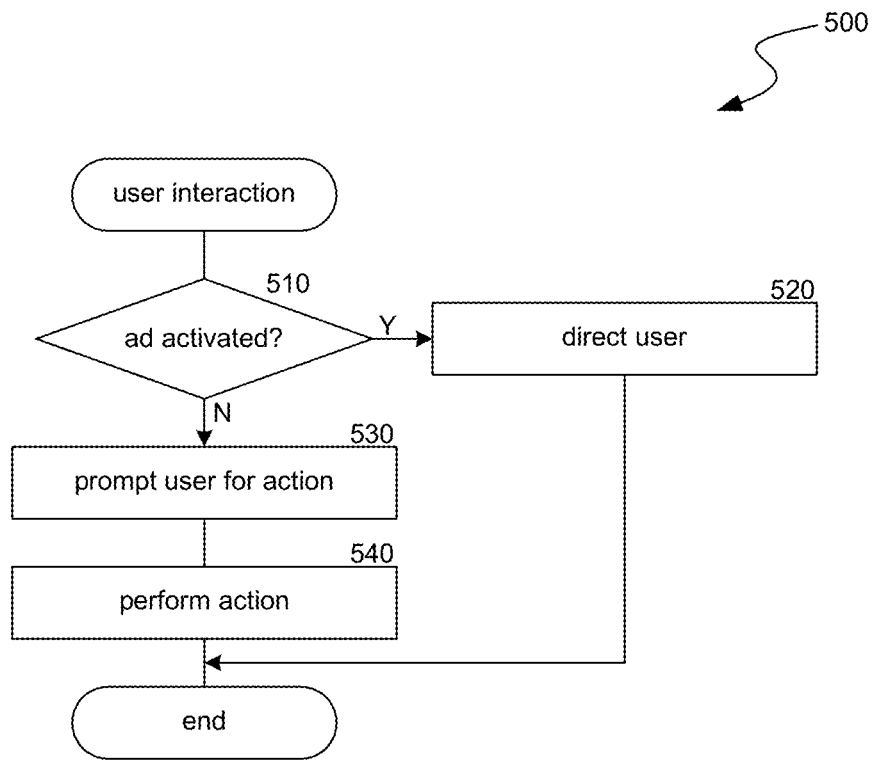 500
user interaction
510
ad activated?
Y
520
direct user
N
530
prompt user for action
540
perform action
end